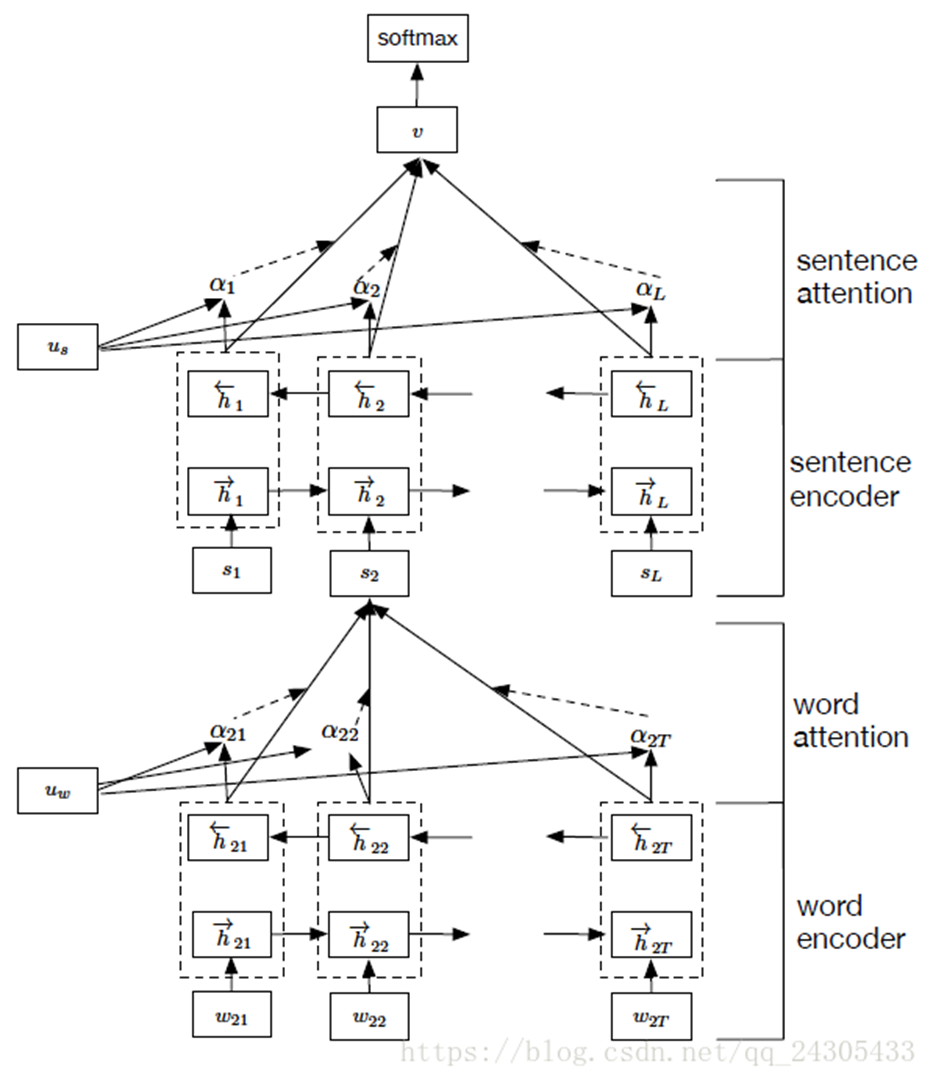 softmax
v
sentence
attention
α1 α2 αL
us
←h1 ←h2 ←hL
sentence
encoder
→h1 →h2 →hL
s1 s2 sL
word
attention
α21 α22 α2T
uw
←h21 ←h22 ←h2T
word
encoder
→h21 →h22 →h2T
w21 w22 w2T
https://blog.csdn.net/qq_24305433